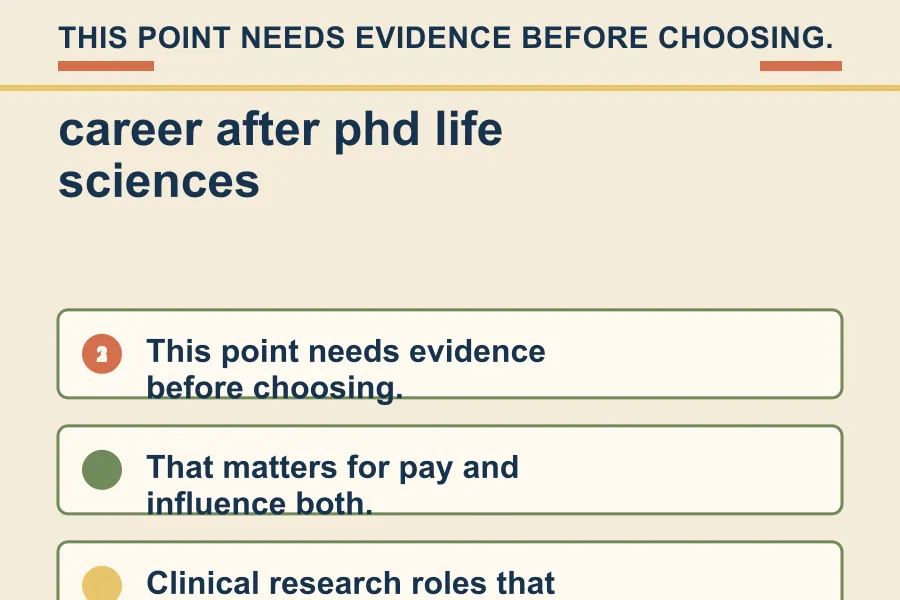 THIS POINT NEEDS EVIDENCE BEFORE CHOOSING.
career after phd life
sciences
This point needs evidence
before choosing.
That matters for pay and
influence both.
Clinical research roles that